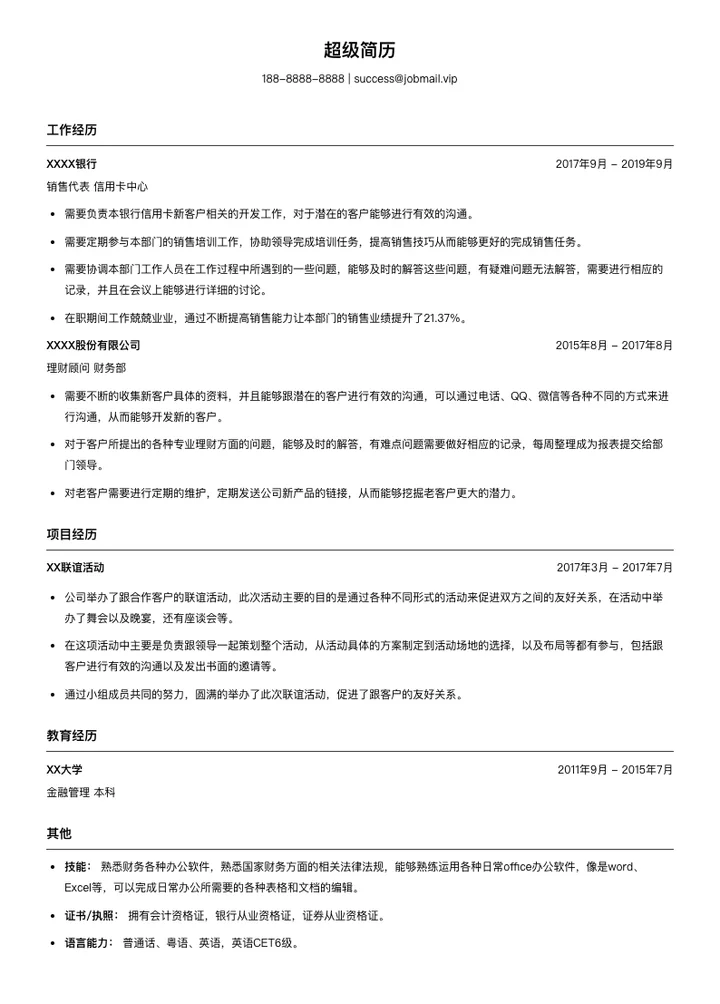 超级简历
188-8888-8888 | success@jobmail.vip
工作经历
XXXX银行 2017年9月 – 2019年9月
销售代表 信用卡中心
• 需要负责本银行信用卡新客户相关的开发工作，对于潜在的客户能够进行有效的沟通。
• 需要定期参与本部门的销售培训工作，协助领导完成培训任务，提高销售技巧从而能够更好的完成销售任务。
• 需要协调本部门工作人员在工作过程中所遇到的一些问题，能够及时的解答这些问题，有疑难问题无法解答，需要进行相应的
记录，并且在会议上能够进行详细的讨论。
• 在职期间工作兢兢业业，通过不断提高销售能力让本部门的销售业绩提升了21.37%。
XXXX股份有限公司 2015年8月 – 2017年8月
理财顾问 财务部
• 需要不断的收集新客户具体的资料，并且能够跟潜在的客户进行有效的沟通，可以通过电话、QQ、微信等各种不同的方式来进
行沟通，从而能够开发新的客户。
• 对于客户所提出的各种专业理财方面的问题，能够及时的解答，有难点问题需要做好相应的记录，每周整理成为报表提交给部
门领导。
• 对老客户需要进行定期的维护，定期发送公司新产品的链接，从而能够挖掘老客户更大的潜力。
项目经历
XX联谊活动 2017年3月 – 2017年7月
• 公司举办了跟合作客户的联谊活动，此次活动主要的目的是通过各种不同形式的活动来促进双方之间的友好关系，在活动中举
办了舞会以及晚宴，还有座谈会等。
• 在这项活动中主要是负责跟领导一起策划整个活动，从活动具体的方案制定到活动场地的选择，以及布局等都有参与，包括跟
客户进行有效的沟通以及发出书面的邀请等。
• 通过小组成员共同的努力，圆满的举办了此次联谊活动，促进了跟客户的友好关系。
教育经历
XX大学 2011年9月 – 2015年7月
金融管理 本科
其他
• 技能： 熟悉财务各种办公软件，熟悉国家财务方面的相关法律法规，能够熟练运用各种日常office办公软件，像是word、
Excel等，可以完成日常办公所需要的各种表格和文档的编辑。
• 证书/执照： 拥有会计资格证，银行从业资格证，证券从业资格证。
• 语言能力： 普通话、粤语、英语，英语CET6级。